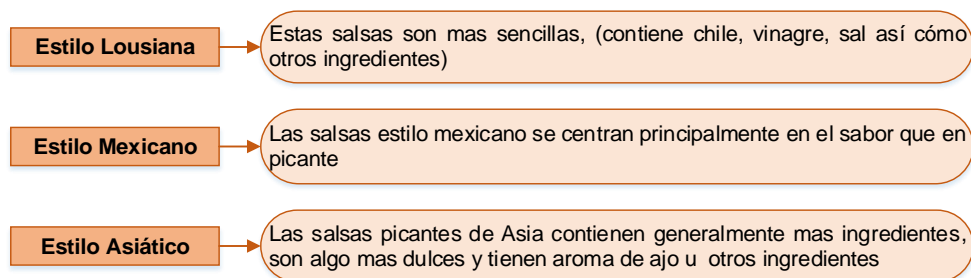 Estilo Lousiana
Estas salsas son mas sencillas, (contiene chile, vinagre, sal así cómo
otros ingredientes)
Estilo Mexicano
Las salsas estilo mexicano se centran principalmente en el sabor que en
picante
Estilo Asiático
Las salsas picantes de Asia contienen generalmente mas ingredientes,
son algo mas dulces y tienen aroma de ajo u otros ingredientes